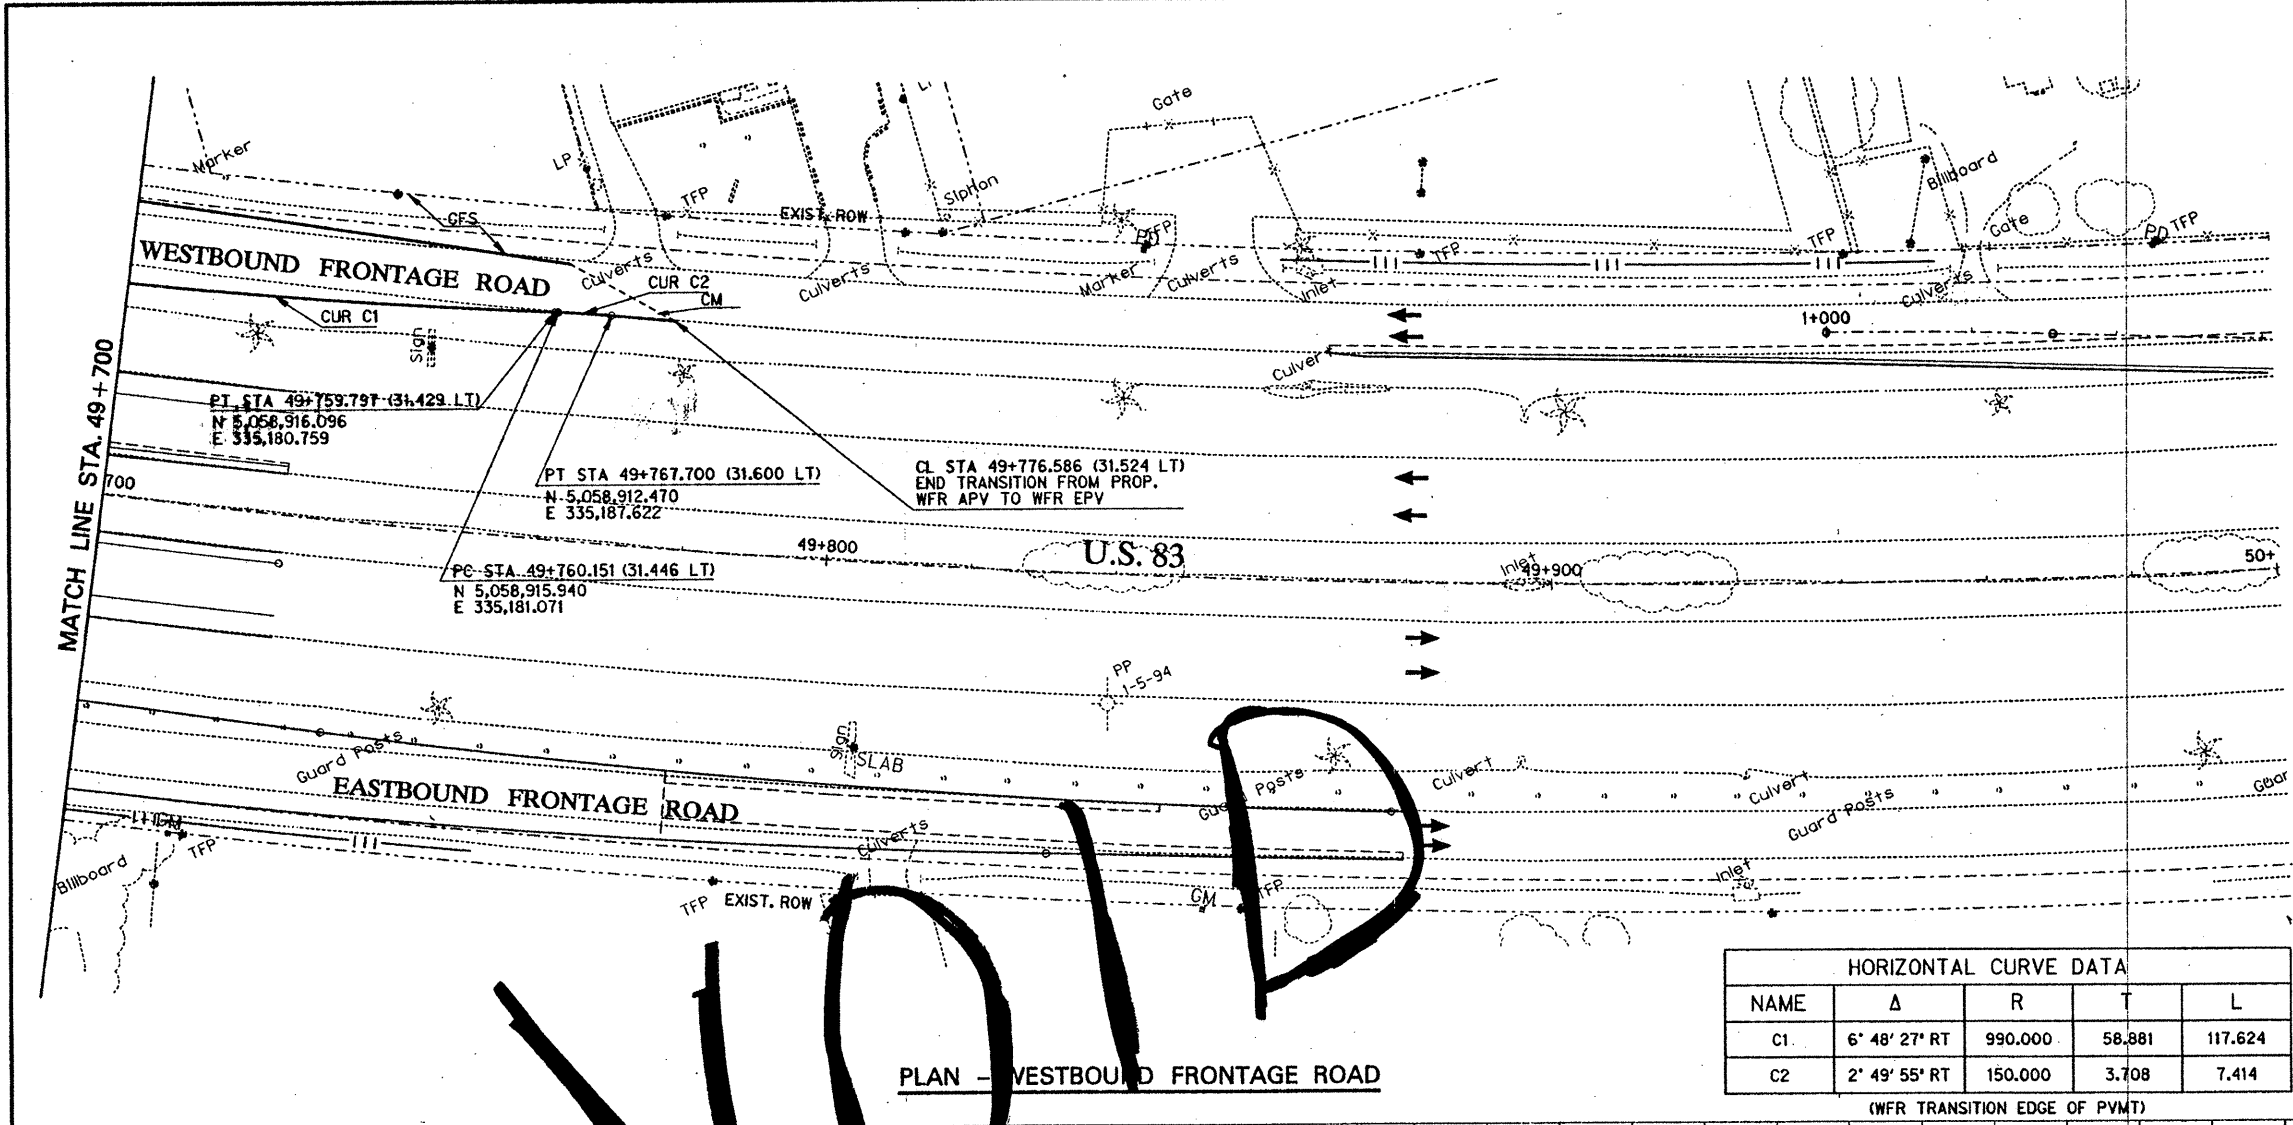 Gate
Marker
LP
TFP
Siphon
EXIST. ROW
Billboard
GFS
TFP
TFP
Gate
PD TFP
WESTBOUND FRONTAGE ROAD
Culverts
Culverts
Marker
Culverts
Inlet
Culverts
CUR C2
CM
CUR C1
Sign
1+000
Culvert
MATCH LINE STA. 49+700
PT STA 49+759.797 (31.429 LT)
N 5,058,916.096
E 335,180.759
PT STA 49+767.700 (31.600 LT)
N 5,058,912.470
E 335,187.622
CL STA 49+776.586 (31.524 LT)
END TRANSITION FROM PROP.
WFR APV TO WFR EPV
700
49+800
U.S. 83
Inlet
49+900
50+
PC STA 49+760.151 (31.446 LT)
N 5,058,915.940
E 335,181.071
PP
1-5-94
Sign
SLAB
Guard Posts
EASTBOUND FRONTAGE ROAD
Posts
Culvert
Culvert
Guard Posts
Guar
GM
TFP
Billboard
Culverts
TFP
EXIST. ROW
GM
TFP
Inlet
VOID
PLAN - WESTBOUND FRONTAGE ROAD
HORIZONTAL CURVE DATA
NAME Δ R T L
C1 6° 48' 27" RT 990.000 58.881 117.624
C2 2° 49' 55" RT 150.000 3.708 7.414
(WFR TRANSITION EDGE OF PVMT)